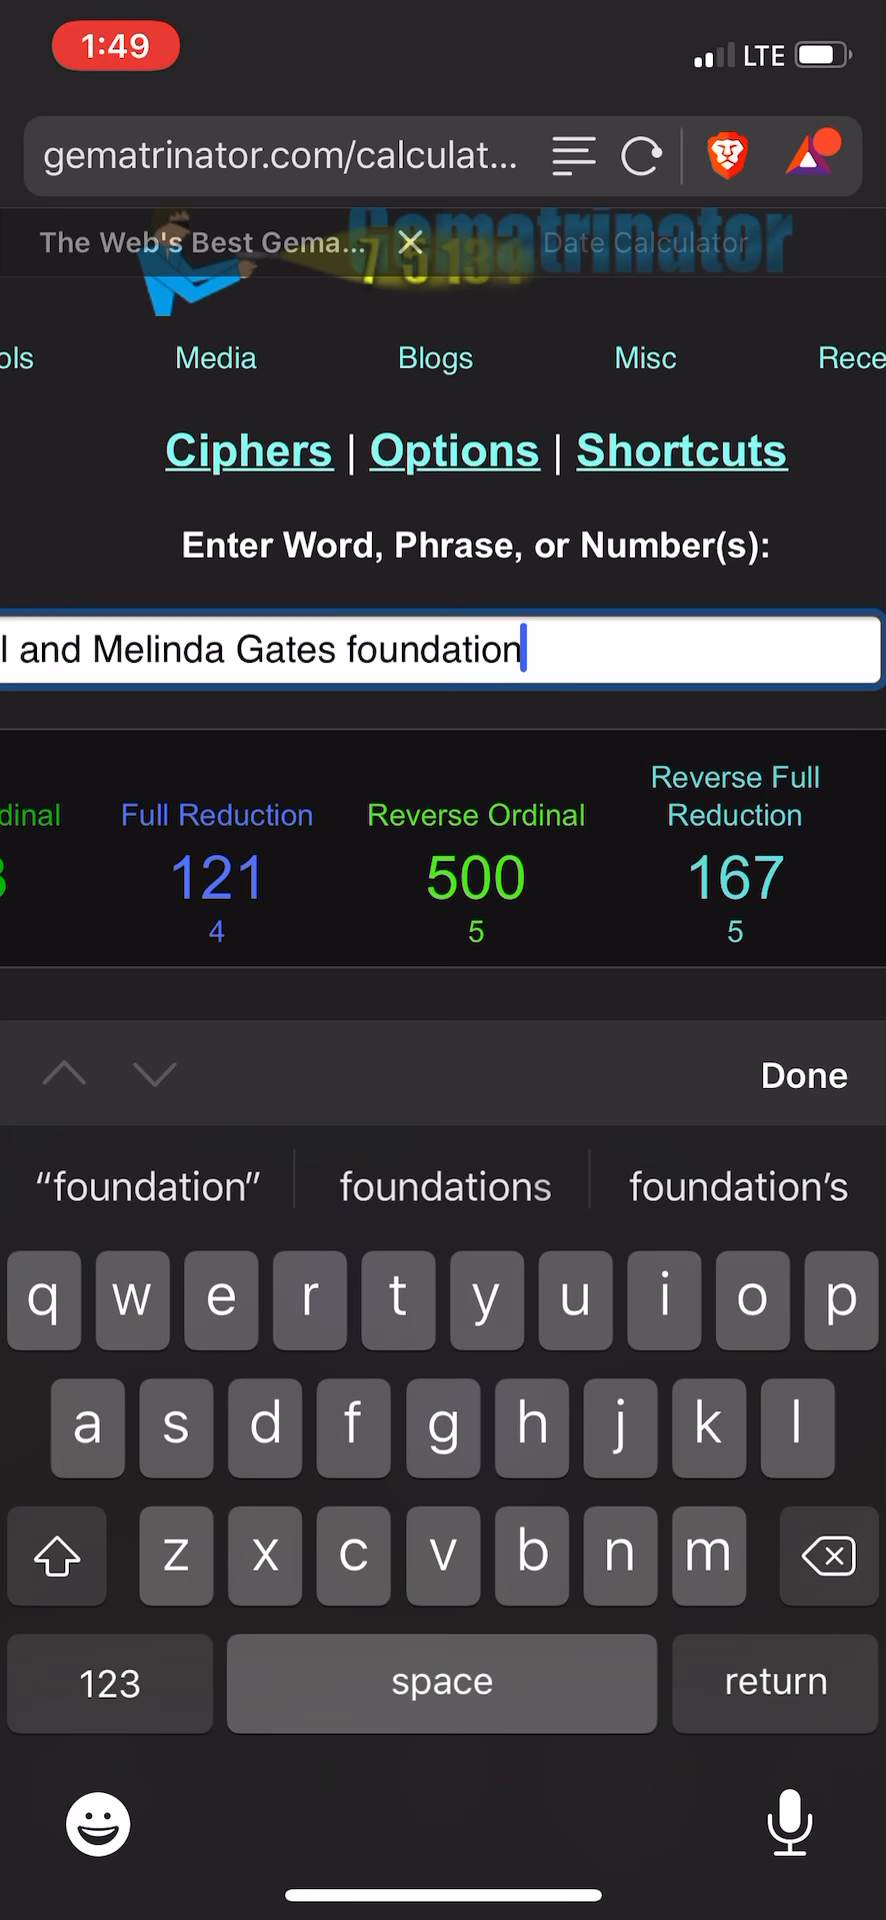 1:49
LTE
gematrinator.com/calculat...
Gematrinator
The Web's Best Gema...
Date Calculator
ols Media Blogs Misc Rece
Ciphers | Options | Shortcuts
Enter Word, Phrase, or Number(s):
l and Melinda Gates foundation
dinal Full Reduction Reverse Ordinal Reverse Full Reduction
3 121 500 167
4 5 5
Done
“foundation” foundations foundation’s
q w e r t y u i o p
a s d f g h j k l
z x c v b n m
123 space return